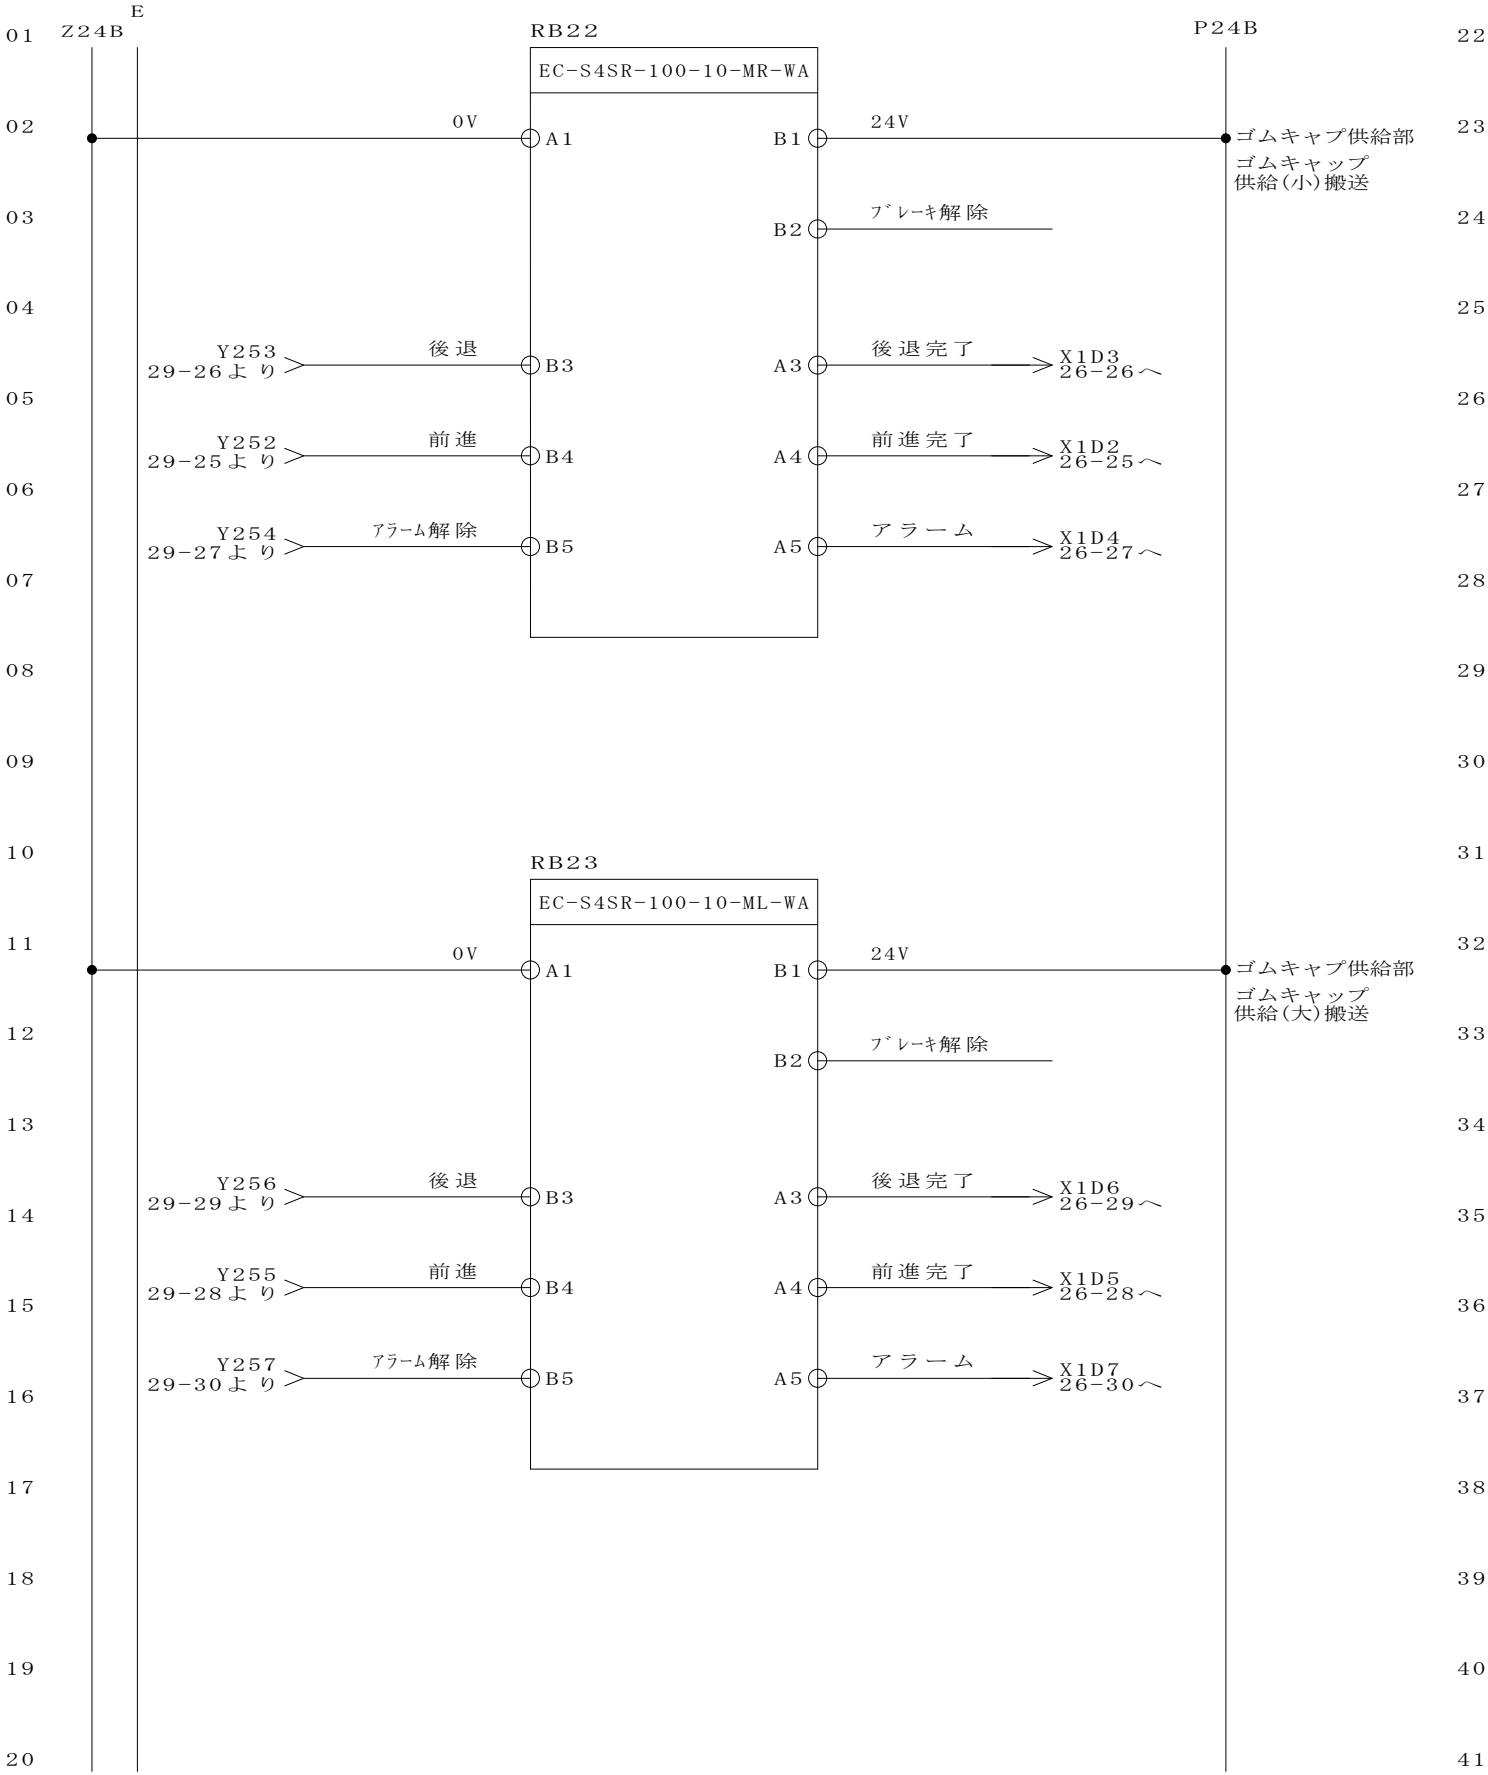 E
01 Z24B RB22 P24B 22
EC-S4SR-100-10-MR-WA
02 0V A1 B1 24V ゴムキャプ供給部 23
ゴムキャップ
供給(小)搬送
03 B2 ブレーキ解除 24
04 25
Y253 後退 B3 A3 後退完了 X1D3
29-26より 26-26へ
05 26
Y252 前進 B4 A4 前進完了 X1D2
29-25より 26-25へ
06 27
Y254 アラーム解除 B5 A5 アラーム X1D4
29-27より 26-27へ
07 28
08 29
09 30
10 31
RB23
EC-S4SR-100-10-ML-WA
11 32
0V A1 B1 24V ゴムキャプ供給部
ゴムキャップ
供給(大)搬送
12 33
B2 ブレーキ解除
13 34
Y256 後退 B3 A3 後退完了 X1D6
29-29より 26-29へ
14 35
Y255 前進 B4 A4 前進完了 X1D5
29-28より 26-28へ
15 36
Y257 アラーム解除 B5 A5 アラーム X1D7
29-30より 26-30へ
16 37
17 38
18 39
19 40
20 41